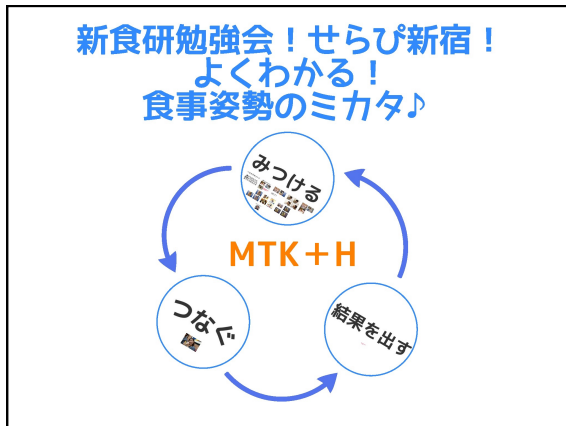 新食研勉強会！せらぴ新宿！
よくわかる！
食事姿勢のミカタ♪
みつける
MTK＋H
つなぐ
結果を出す